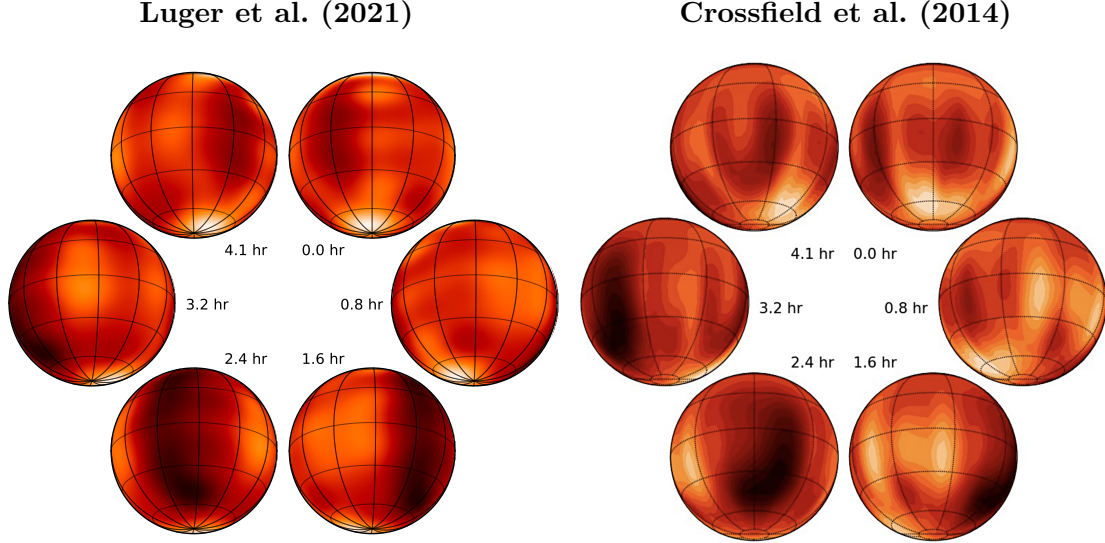 Luger et al. (2021)
Crossfield et al. (2014)
4.1 hr
0.0 hr
3.2 hr
0.8 hr
2.4 hr
1.6 hr
4.1 hr
0.0 hr
3.2 hr
0.8 hr
2.4 hr
1.6 hr